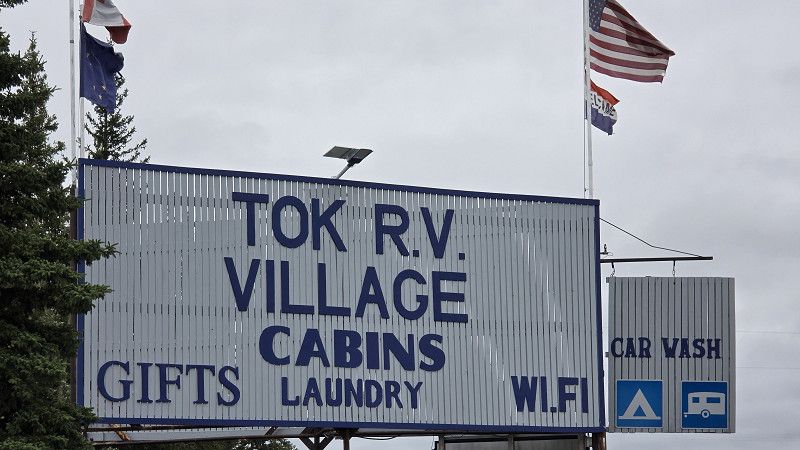 TOK R.V.
VILLAGE
CABINS
GIFTS LAUNDRY WI.FI
CAR WASH